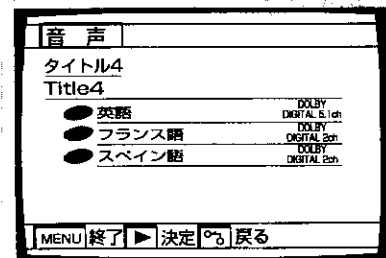 音 声
タイトル4
Title4
英語 DOLBY DIGITAL 5.1ch
フランス語 DOLBY DIGITAL 2ch
スペイン語 DOLBY DIGITAL 2ch
MENU 終了 ▶ 決定 戻る